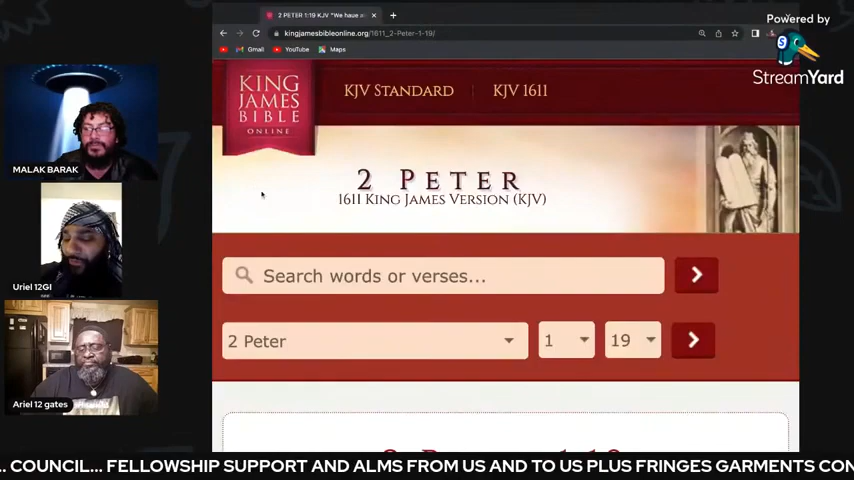 2 PETER 1:19 KJV "We haue a
Powered by
StreamYard
kingjamesbibleonline.org/1611_2-Peter-1-19/
Gmail
YouTube
Maps
KING
JAMES
BIBLE
ONLINE
KJV STANDARD
KJV 1611
MALAK BARAK
2 PETER
1611 KING JAMES VERSION (KJV)
Search words or verses...
Uriel 12GI
2 Peter
1
19
Ariel 12 gates
.. COUNCIL... FELLOWSHIP SUPPORT AND ALMS FROM US AND TO US PLUS FRINGES GARMENTS CON